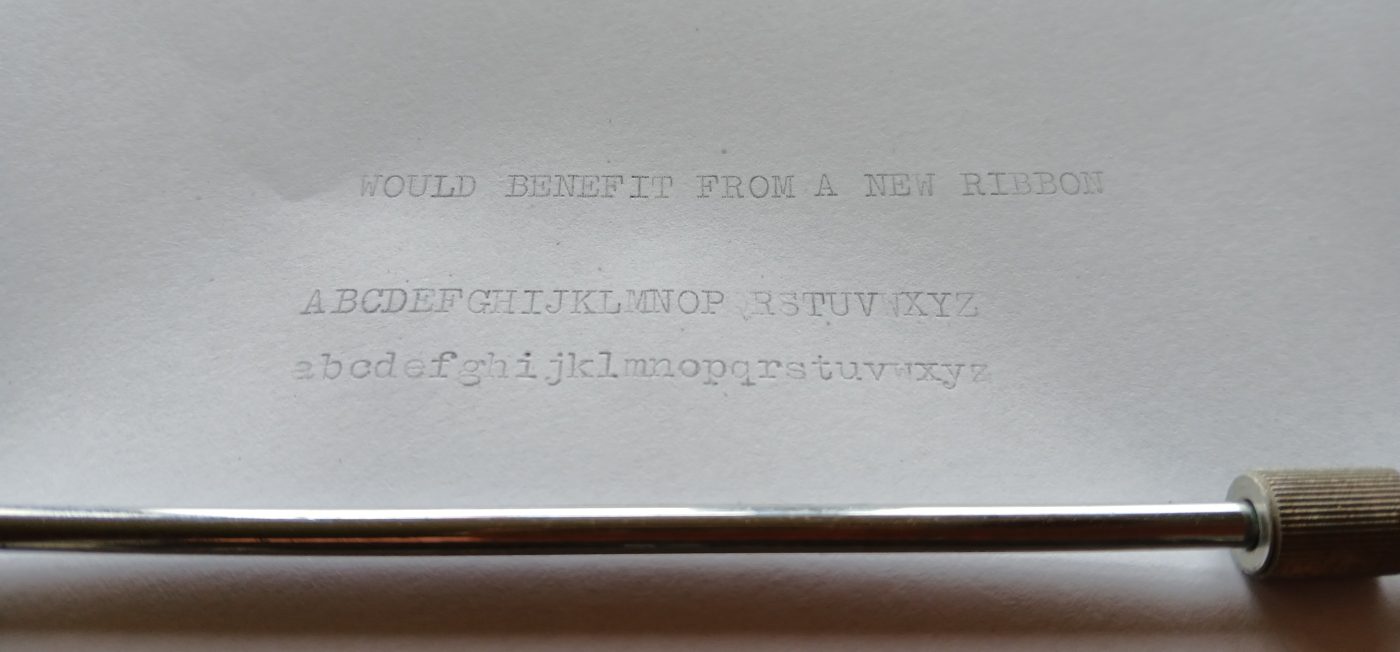 WOULD BENEFIT FROM A NEW RIBBON
ABCDEFGHIJKLMNOPQRSTUVWXYZ
abcdefghijklmnopqrstuvwxyz